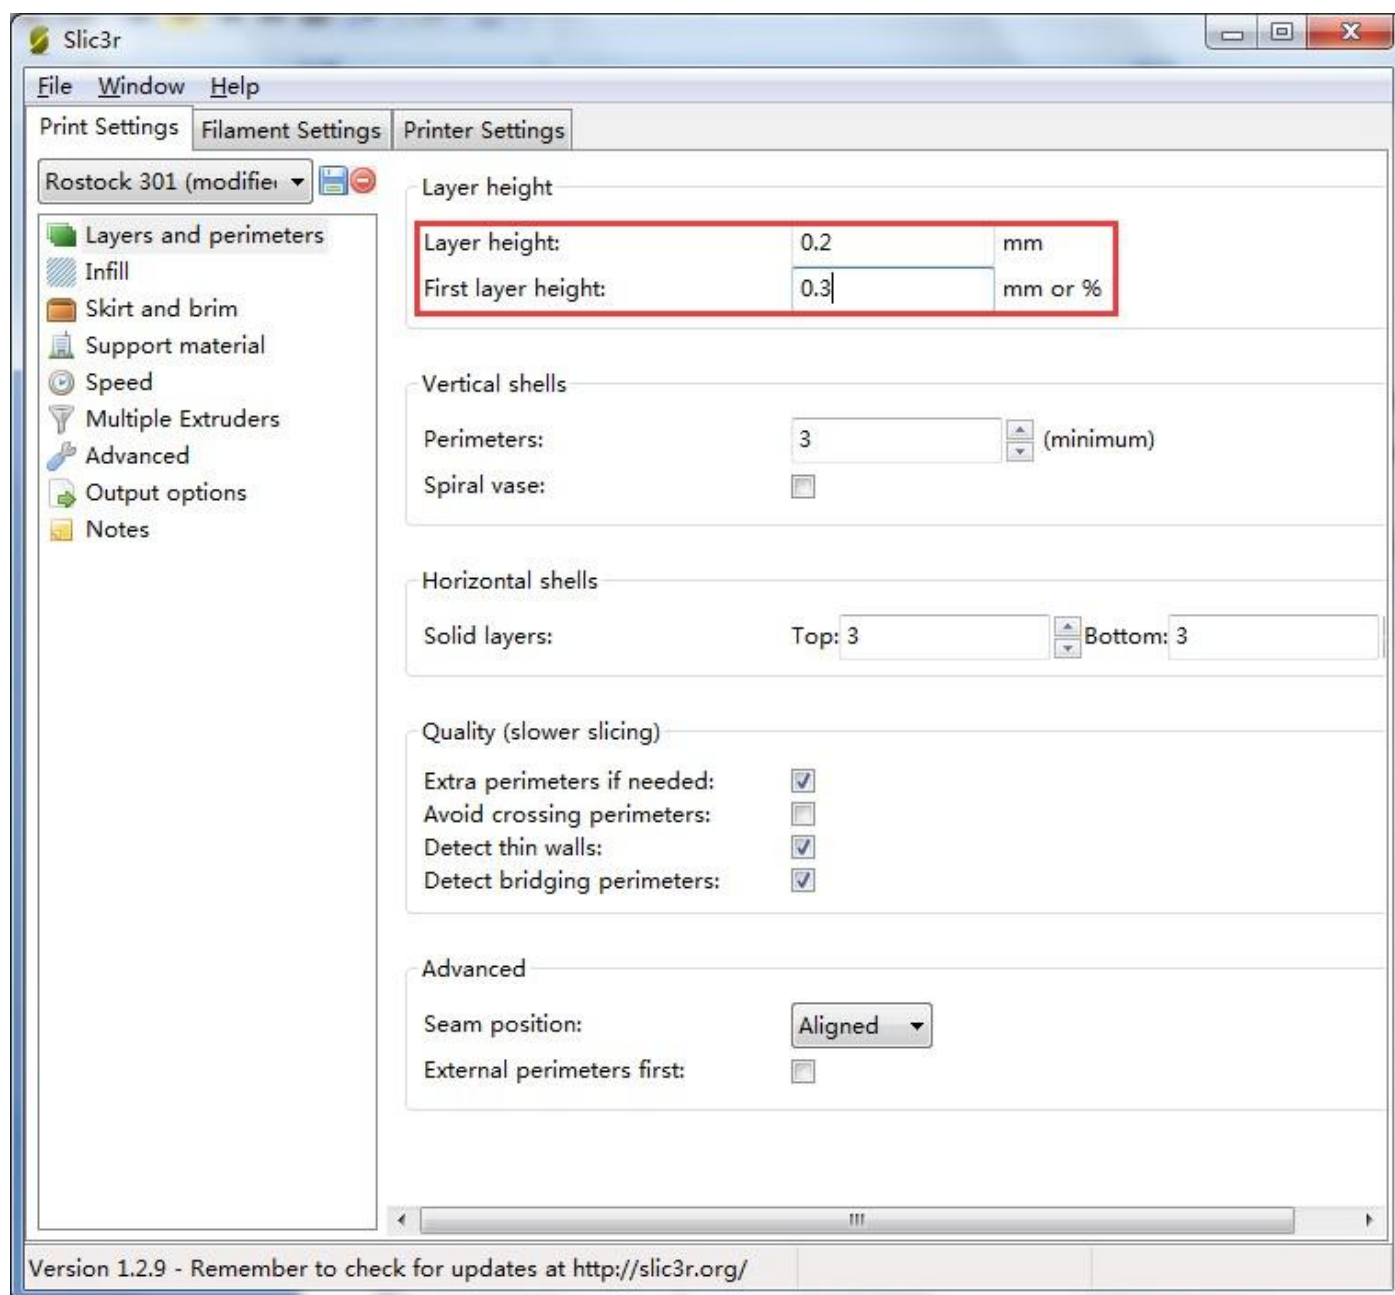 Slic3r
File Window Help
Print Settings Filament Settings Printer Settings
Rostock 301 (modifie
Layers and perimeters
Infill
Skirt and brim
Support material
Speed
Multiple Extruders
Advanced
Output options
Notes
Layer height
Layer height: 0.2 mm
First layer height: 0.3 mm or %
Vertical shells
Perimeters: 3 (minimum)
Spiral vase:
Horizontal shells
Solid layers: Top: 3 Bottom: 3
Quality (slower slicing)
Extra perimeters if needed:
Avoid crossing perimeters:
Detect thin walls:
Detect bridging perimeters:
Advanced
Seam position: Aligned
External perimeters first:
Version 1.2.9 - Remember to check for updates at http://slic3r.org/